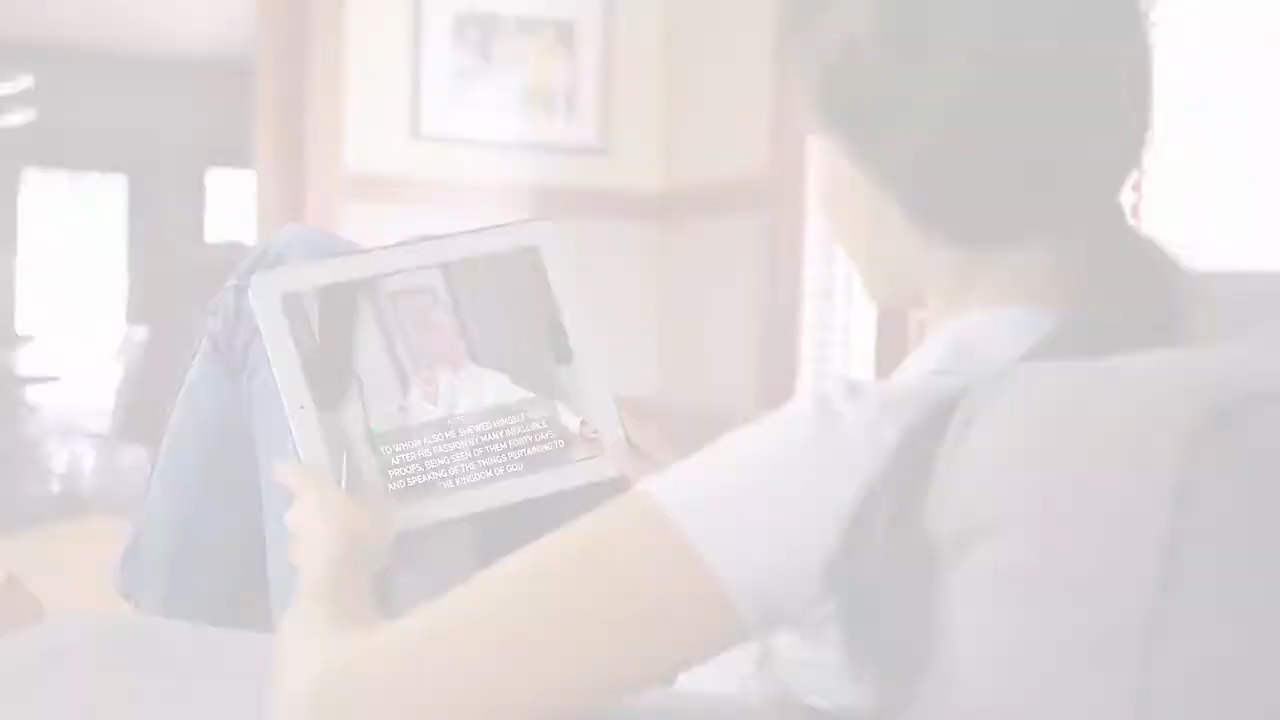 TO WHOM ALSO HE SHEWED HIMSELF
AFTER HIS PASSION BY MANY INFALLIBLE
PROOFS, BEING SEEN OF THEM FORTY DAYS,
AND SPEAKING OF THE THINGS PERTAINING TO
THE KINGDOM OF GOD